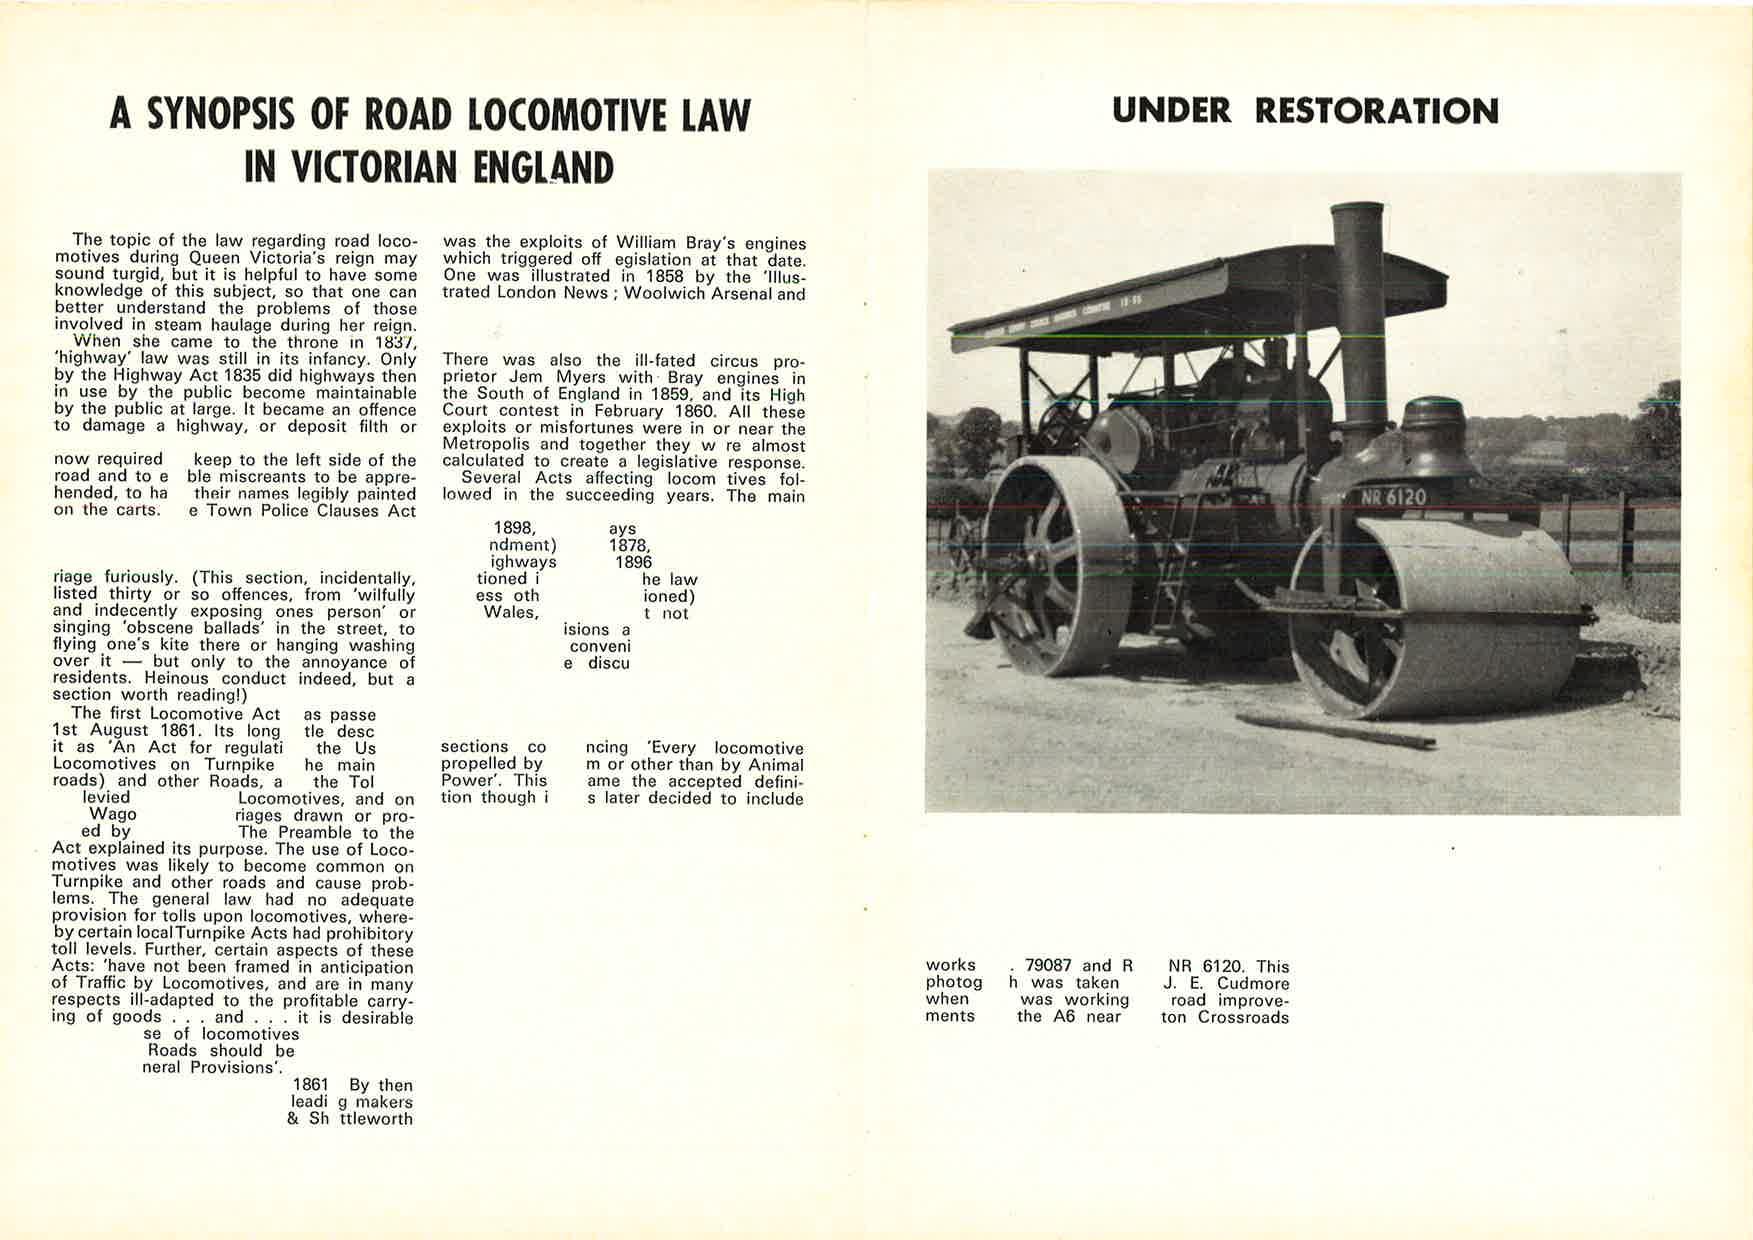 A SYNOPSIS OF ROAD LOCOMOTIVE LAW
IN VICTORIAN ENGLAND
The topic of the law regarding road loco-
motives during Queen Victoria's reign may
sound turgid, but it is helpful to have some
knowledge of this subject, so that one can
better understand the problems of those
involved in steam haulage during her reign.
When she came to the throne in 1837,
'highway' law was still in its infancy. Only
by the Highway Act 1835 did highways then
in use by the public become maintainable
by the public at large. It became an offence
to damage a highway, or deposit filth or
now required keep to the left side of the
road and to e ble miscreants to be appre-
hended, to ha their names legibly painted
on the carts. e Town Police Clauses Act
riage furiously. (This section, incidentally,
listed thirty or so offences, from 'wilfully
and indecently exposing ones person' or
singing 'obscene ballads' in the street, to
flying one's kite there or hanging washing
over it — but only to the annoyance of
residents. Heinous conduct indeed, but a
section worth reading!)
The first Locomotive Act as passe
1st August 1861. Its long tle desc
it as 'An Act for regulati the Us
Locomotives on Turnpike he main
roads) and other Roads, a the Tol
levied Locomotives, and on
Wago riages drawn or pro-
ed by The Preamble to the
Act explained its purpose. The use of Loco-
motives was likely to become common on
Turnpike and other roads and cause prob-
lems. The general law had no adequate
provision for tolls upon locomotives, where-
by certain local Turnpike Acts had prohibitory
toll levels. Further, certain aspects of these
Acts: 'have not been framed in anticipation
of Traffic by Locomotives, and are in many
respects ill-adapted to the profitable carry-
ing of goods . . . and . . . it is desirable
se of locomotives
Roads should be
neral Provisions'.
1861 By then
leadi g makers
& Sh ttleworth
was the exploits of William Bray's engines
which triggered off egislation at that date.
One was illustrated in 1858 by the 'Illus-
trated London News ; Woolwich Arsenal and
There was also the ill-fated circus pro-
prietor Jem Myers with Bray engines in
the South of England in 1859, and its High
Court contest in February 1860. All these
exploits or misfortunes were in or near the
Metropolis and together they w re almost
calculated to create a legislative response.
Several Acts affecting locom tives fol-
lowed in the succeeding years. The main
1898, ays
ndment) 1878,
ighways 1896
tioned i he law
ess oth ioned)
Wales, t not
isions a
conveni
e discu
sections co ncing 'Every locomotive
propelled by m or other than by Animal
Power'. This ame the accepted defini-
tion though i s later decided to include
UNDER RESTORATION
NR 6120
works . 79087 and R NR 6120. This
photog h was taken J. E. Cudmore
when was working road improve-
ments the A6 near ton Crossroads